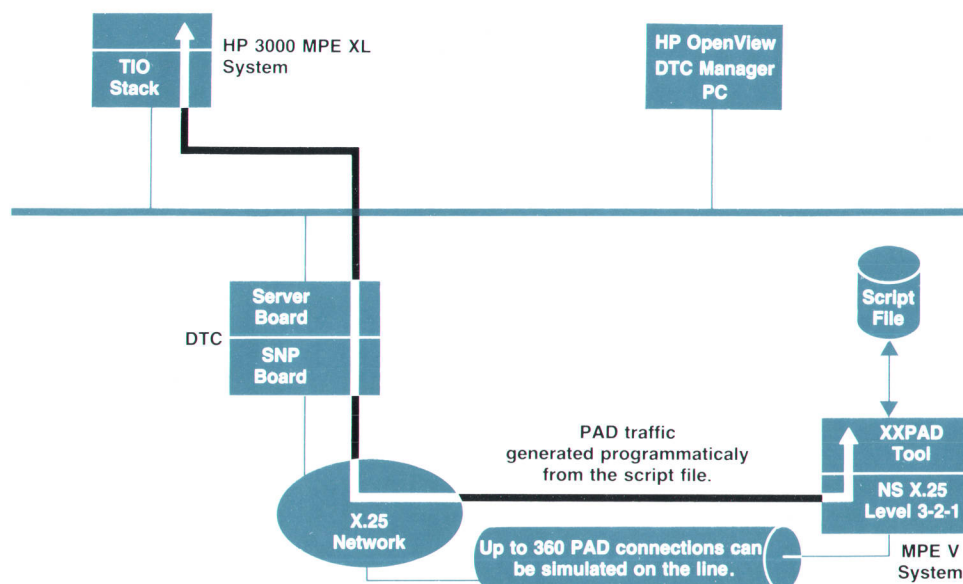 TIO
Stack
HP 3000 MPE XL
System
HP OpenView
DTC Manager
PC
Script
File
Server
Board
DTC
SNP
Board
XXPAD
Tool
NS X.25
Level 3-2-1
PAD traffic
generated programmaticaly
from the script file.
X.25
Network
Up to 360 PAD connections can
be simulated on the line.
MPE V
System